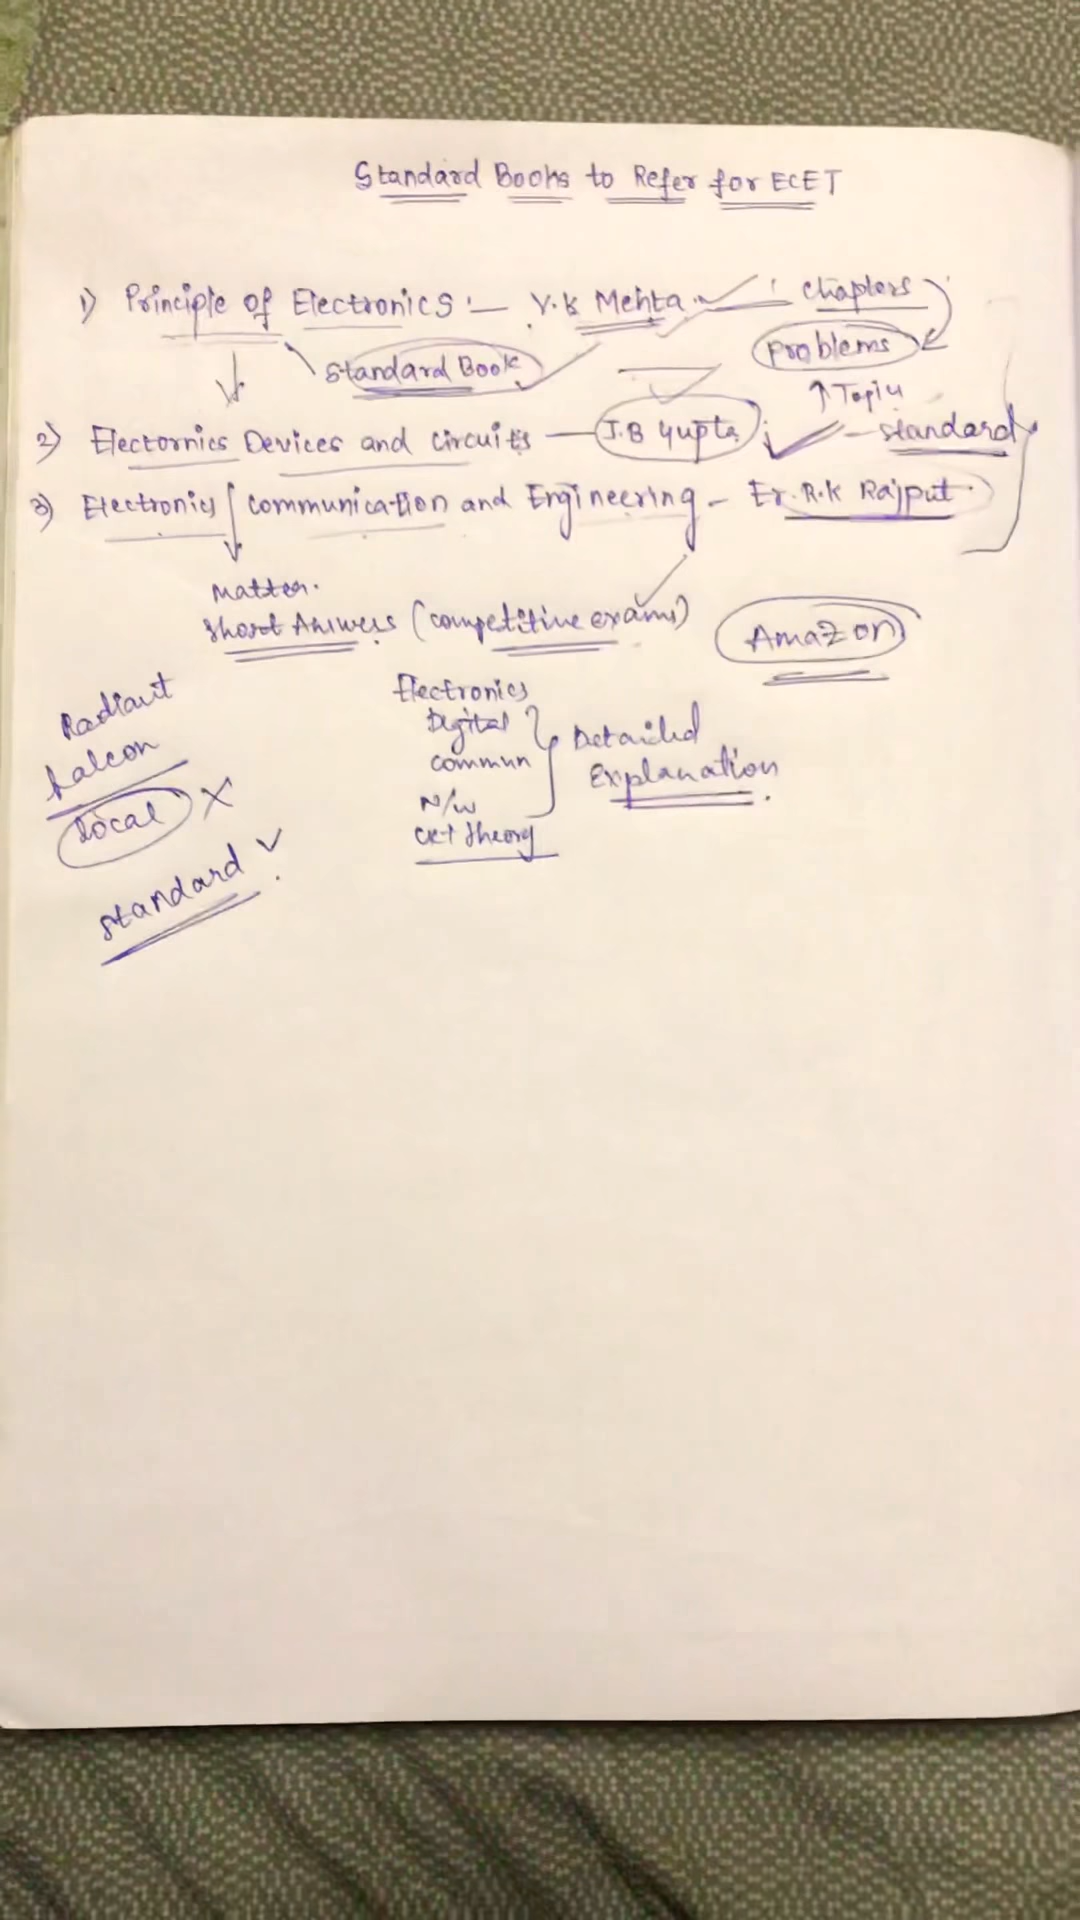 Standard Books to Refer for ECET
1) Principle of Electronics :- V.K Mehta. chapters
problems
Standard Book
↑ Topic
2) Electornics Devices and circuits — J.B Gupta, - standard
3) Electronics communication and Engineering - Er. R.K Rajput.
Matter.
Short Answers (competitive exams)
Amazon
Radiant
falcon
local X
standard ✓.
Electronics
Digital
commun
N/w
cxt theory
Detailed
Explanation.